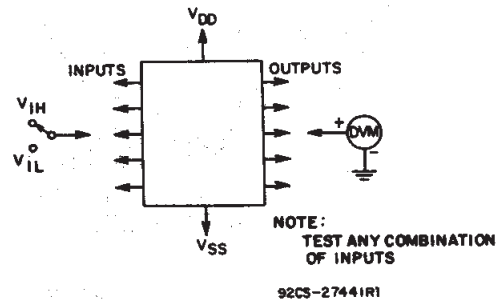 VDD
INPUTS
OUTPUTS
VIH
VIL
+
DVM
-
VSS
NOTE:
TEST ANY COMBINATION
OF INPUTS
92CS-27441R1